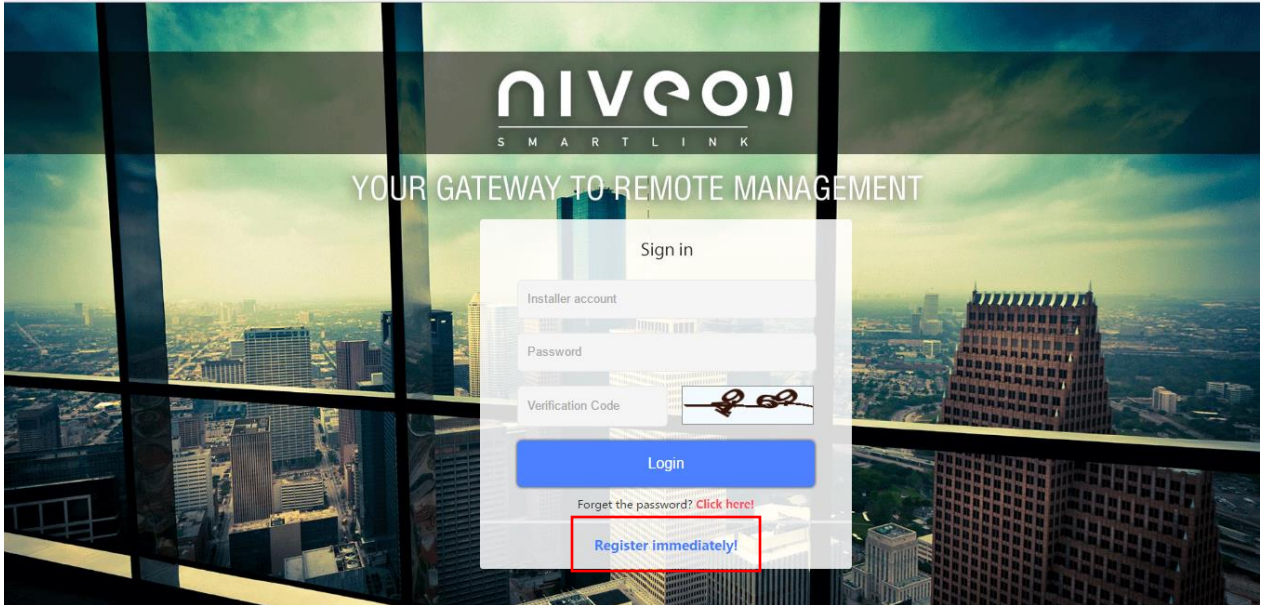 niveo
SMARTLINK
YOUR GATEWAY TO REMOTE MANAGEMENT
Sign in
Installer account
Password
Verification Code
Login
Forget the password? Click here!
Register immediately!